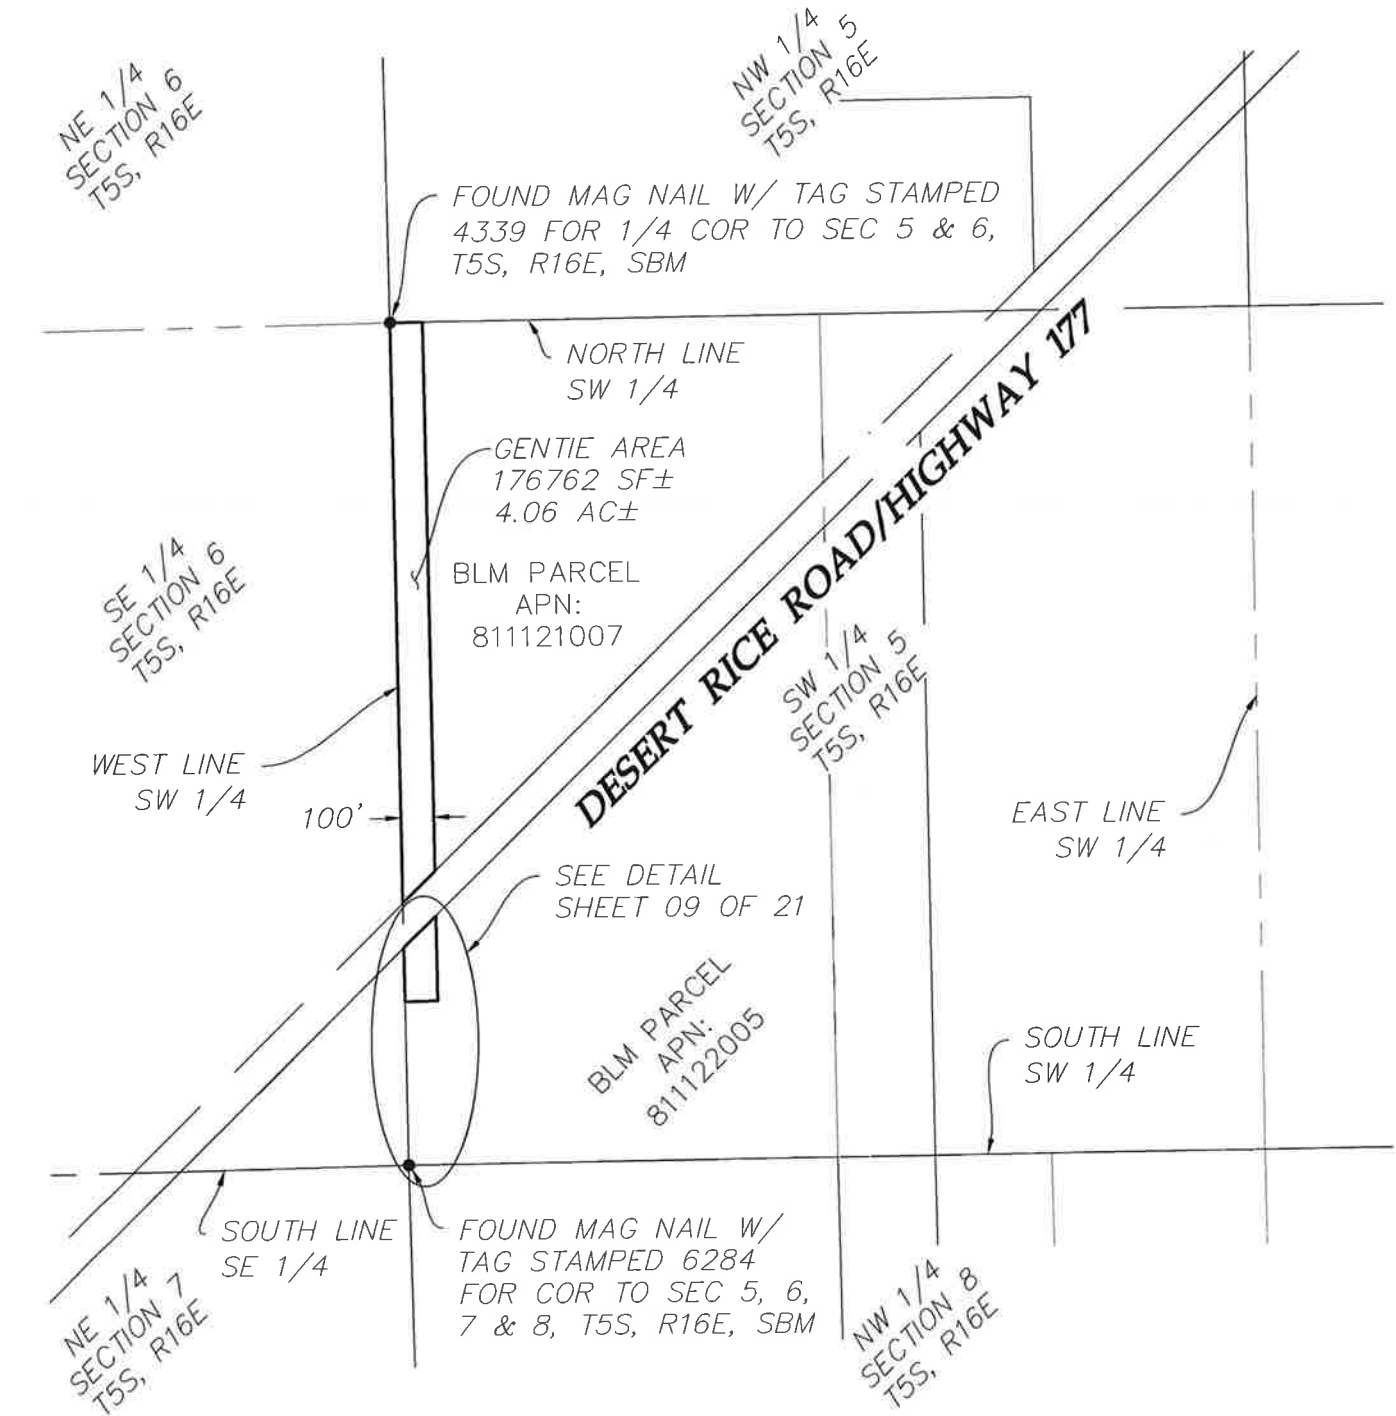 NE 1/4
SECTION 6
T5S, R16E
NW 1/4
SECTION 5
T5S, R16E
FOUND MAG NAIL W/ TAG STAMPED
4339 FOR 1/4 COR TO SEC 5 & 6,
T5S, R16E, SBM
NORTH LINE
SW 1/4
GENTIE AREA
176762 SF±
4.06 AC±
BLM PARCEL
APN:
811121007
SE 1/4
SECTION 6
T5S, R16E
DESERT RICE ROAD/HIGHWAY 177
SW 1/4
SECTION 5
T5S, R16E
WEST LINE
SW 1/4
100'
EAST LINE
SW 1/4
SEE DETAIL
SHEET 09 OF 21
BLM PARCEL
APN:
811122005
SOUTH LINE
SW 1/4
SOUTH LINE
SE 1/4
FOUND MAG NAIL W/
TAG STAMPED 6284
FOR COR TO SEC 5, 6,
7 & 8, T5S, R16E, SBM
NE 1/4
SECTION 7
T5S, R16E
NW 1/4
SECTION 8
T5S, R16E